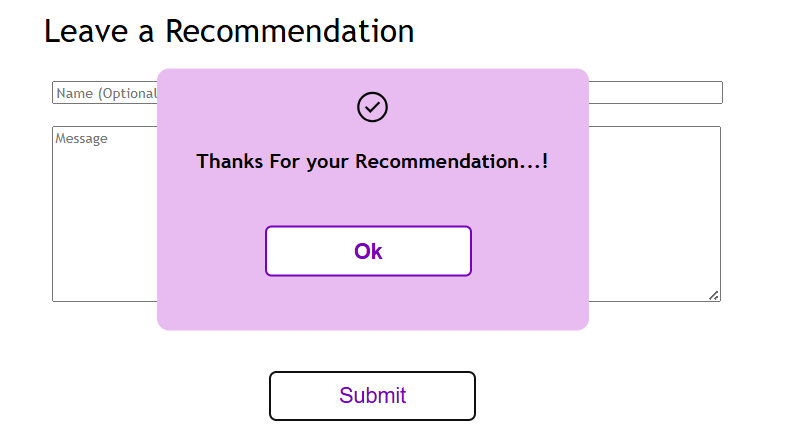 Leave a Recommendation
Name (Optional
Message
Thanks For your Recommendation...!
Ok
Submit